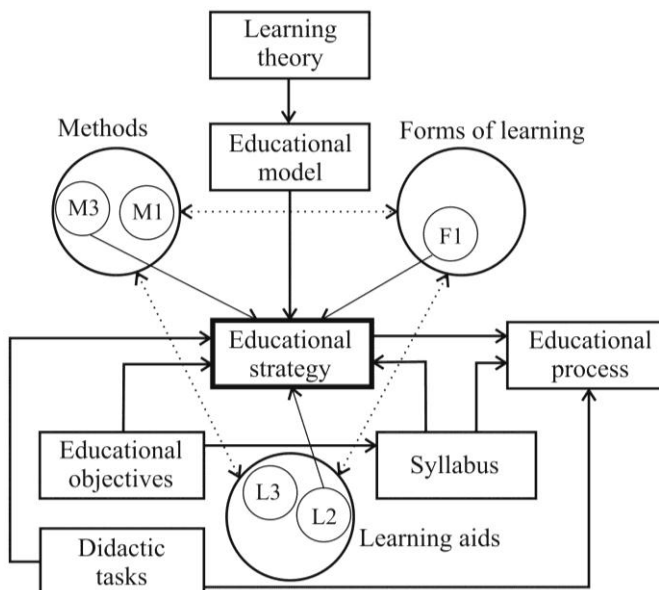 Learning
theory
Methods
Educational
model
Forms of learning
M3
M1
F1
Educational
strategy
Educational
process
Educational
objectives
Syllabus
L3
L2
Learning aids
Didactic
tasks